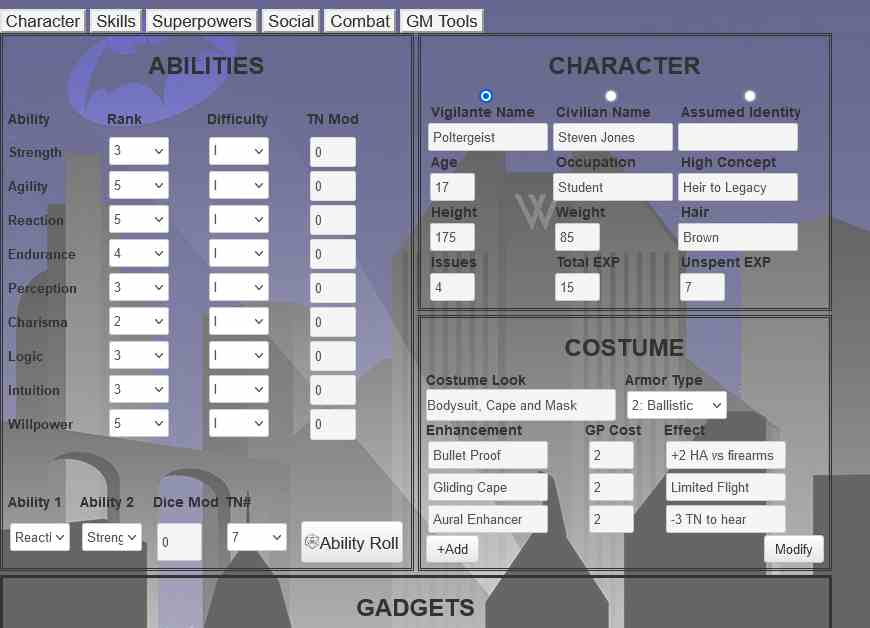 Character Skills Superpowers Social Combat GM Tools
ABILITIES
Ability Rank Difficulty TN Mod
Strength 3 I 0
Agility 5 I 0
Reaction 5 I 0
Endurance 4 I 0
Perception 3 I 0
Charisma 2 I 0
Logic 3 I 0
Intuition 3 I 0
Willpower 5 I 0
Ability 1 Ability 2 Dice Mod TN#
Reacti Streng 0 7 Ability Roll
CHARACTER
Vigilante Name Civilian Name Assumed Identity
Poltergeist Steven Jones
Age Occupation High Concept
17 Student Heir to Legacy
Height Weight Hair
175 85 Brown
Issues Total EXP Unspent EXP
4 15 7
COSTUME
Costume Look Armor Type
Bodysuit, Cape and Mask 2: Ballistic
Enhancement GP Cost Effect
Bullet Proof 2 +2 HA vs firearms
Gliding Cape 2 Limited Flight
Aural Enhancer 2 -3 TN to hear
+Add Modify
GADGETS